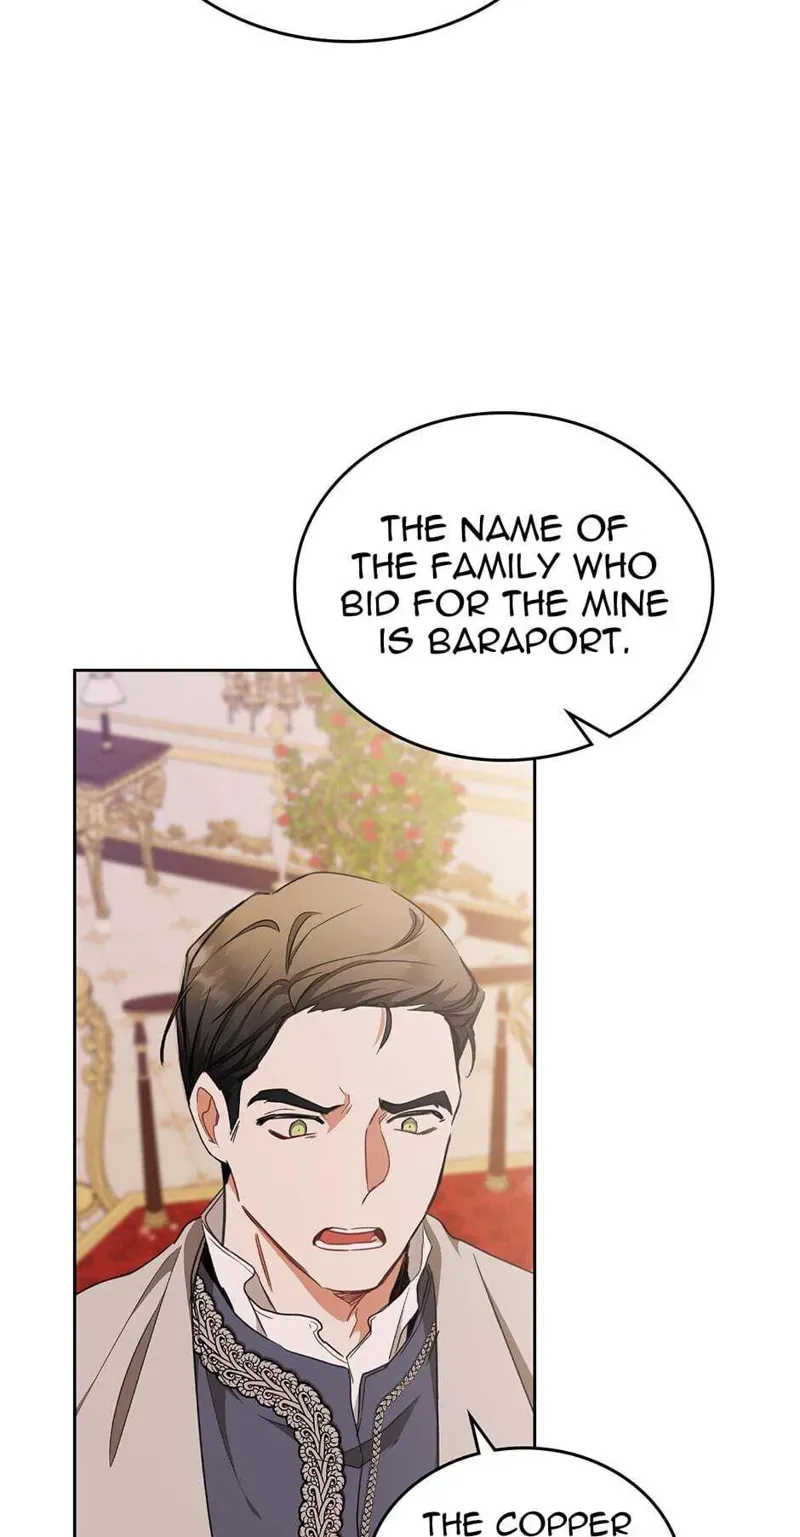 THE NAME OF
THE FAMILY WHO
BID FOR THE MINE
IS BARAPORT.
THE COPPER